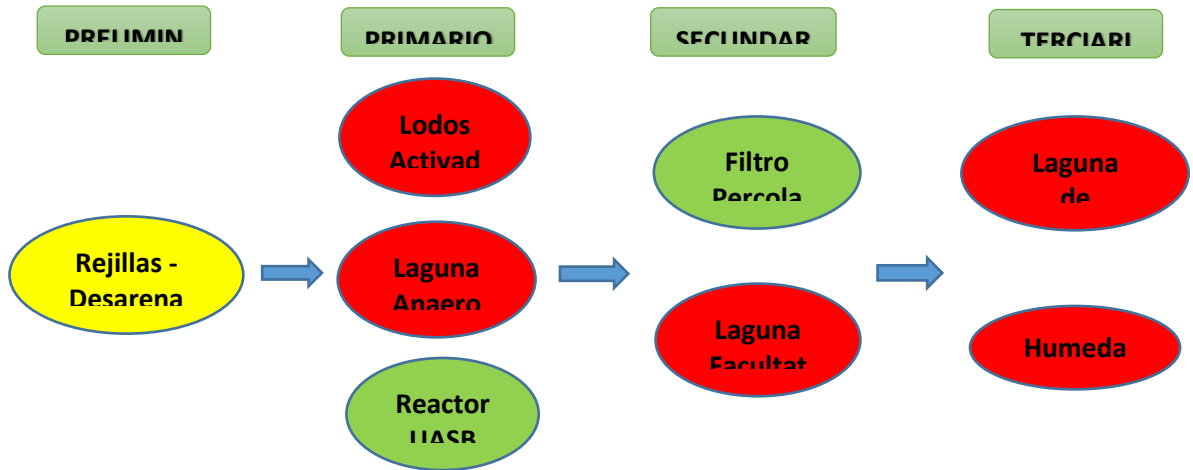 PRELIMIN
PRIMARIO
SECUNDAR
TERCIARI
Rejillas -
Desarena
Lodos
Activad
Laguna
Anaero
Reactor
UASB
Filtro
Percola
Laguna
Facultat
Laguna
de
Humeda